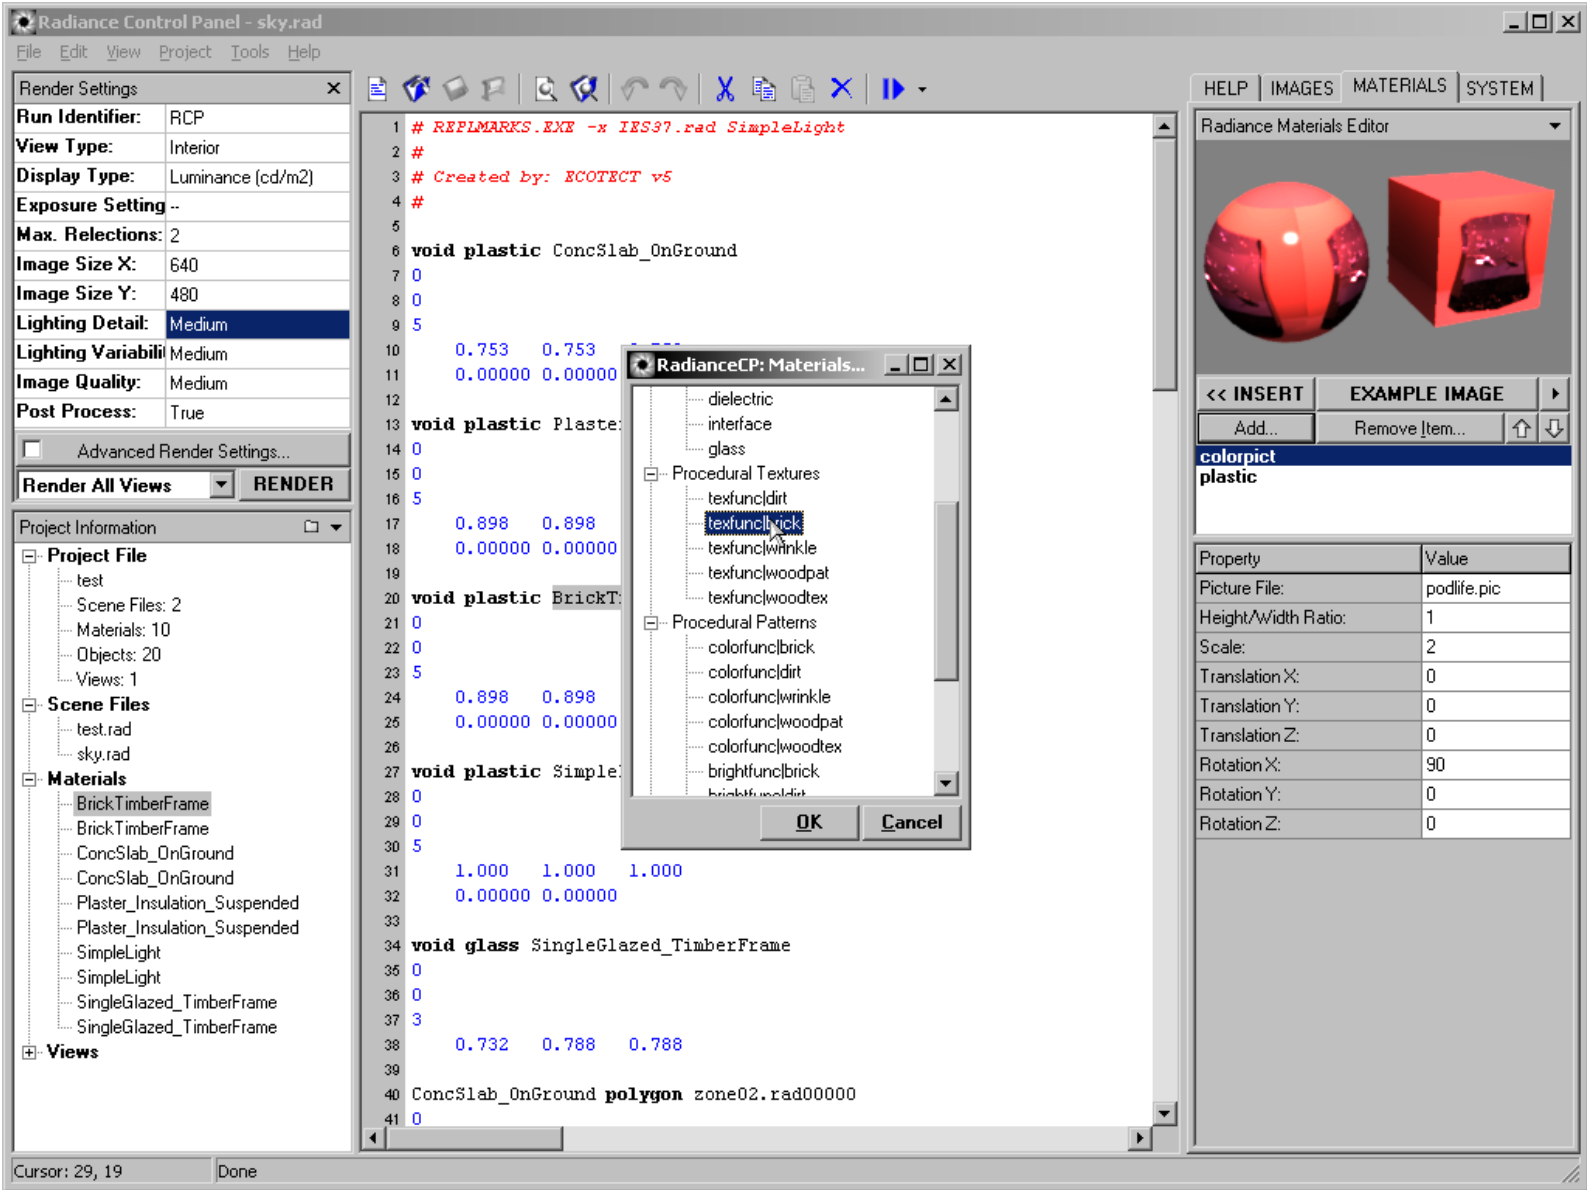 Radiance Control Panel - sky.rad
File Edit View Project Tools Help
Render Settings
Run Identifier: RCP
View Type: Interior
Display Type: Luminance (cd/m2)
Exposure Setting --
Max. Relections: 2
Image Size X: 640
Image Size Y: 480
Lighting Detail: Medium
Lighting Variabili Medium
Image Quality: Medium
Post Process: True
Advanced Render Settings...
Render All Views RENDER
Project Information
Project File
test
Scene Files: 2
Materials: 10
Objects: 20
Views: 1
Scene Files
test.rad
sky.rad
Materials
BrickTimberFrame
BrickTimberFrame
ConcSlab_OnGround
ConcSlab_OnGround
Plaster_Insulation_Suspended
Plaster_Insulation_Suspended
SimpleLight
SimpleLight
SingleGlazed_TimberFrame
SingleGlazed_TimberFrame
Views
1 # REPLMARKS.EXE -x IES37.rad SimpleLight
2 #
3 # Created by: ECOTECT v5
4 #
5
6 void plastic ConcSlab_OnGround
7 0
8 0
9 5
10 0.753 0.753
11 0.00000 0.00000
12
13 void plastic Plaste
14 0
15 0
16 5
17 0.898 0.898
18 0.00000 0.00000
19
20 void plastic BrickT
21 0
22 0
23 5
24 0.898 0.898
25 0.00000 0.00000
26
27 void plastic Simple
28 0
29 0
30 5
31 1.000 1.000 1.000
32 0.00000 0.00000
33
34 void glass SingleGlazed_TimberFrame
35 0
36 0
37 3
38 0.732 0.788 0.788
39
40 ConcSlab_OnGround polygon zone02.rad00000
41 0
RadianceCP: Materials...
dielectric
interface
glass
Procedural Textures
texfunc|dirt
texfunc|brick
texfunc|wrinkle
texfunc|woodpat
texfunc|woodtex
Procedural Patterns
colorfunc|brick
colorfunc|dirt
colorfunc|wrinkle
colorfunc|woodpat
colorfunc|woodtex
brightfunc|brick
brightfunc|dirt
OK Cancel
HELP IMAGES MATERIALS SYSTEM
Radiance Materials Editor
<< INSERT EXAMPLE IMAGE
Add... Remove Item...
colorpict
plastic
Property Value
Picture File: podlife.pic
Height/Width Ratio: 1
Scale: 2
Translation X: 0
Translation Y: 0
Translation Z: 0
Rotation X: 90
Rotation Y: 0
Rotation Z: 0
Cursor: 29, 19 Done